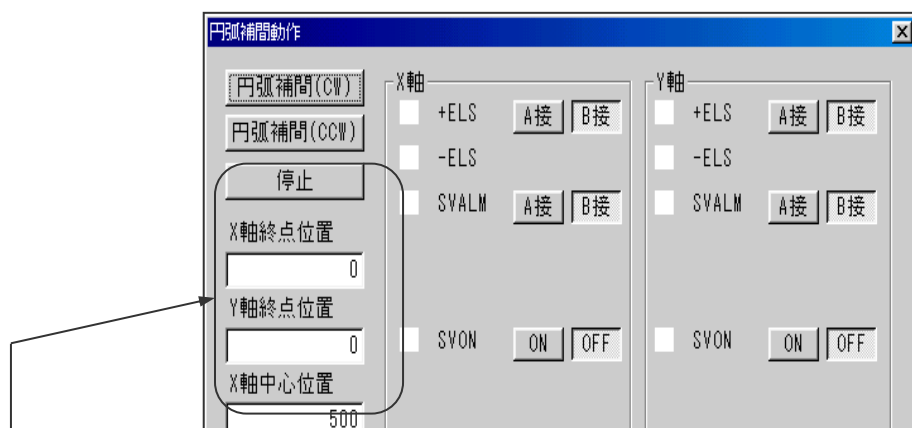 円弧補間動作
円弧補間(CW)
円弧補間(CCW)
停止
X軸終点位置
0
Y軸終点位置
0
X軸中心位置
500
X軸
+ELS A接 B接
-ELS
SVALM A接 B接
SVON ON OFF
Y軸
+ELS A接 B接
-ELS
SVALM A接 B接
SVON ON OFF